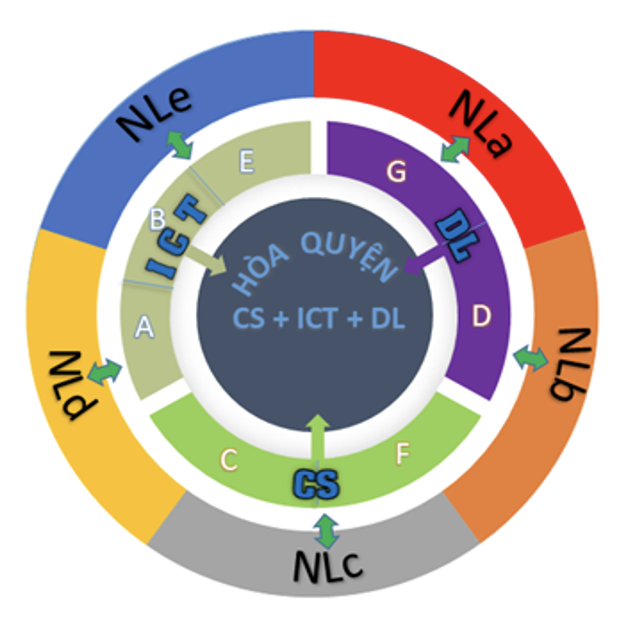 NLe
NLa
E
G
B
ICT
DL
HÒA QUYỆN
CS + ICT + DL
A
D
NLd
NLb
C
F
CS
NLc